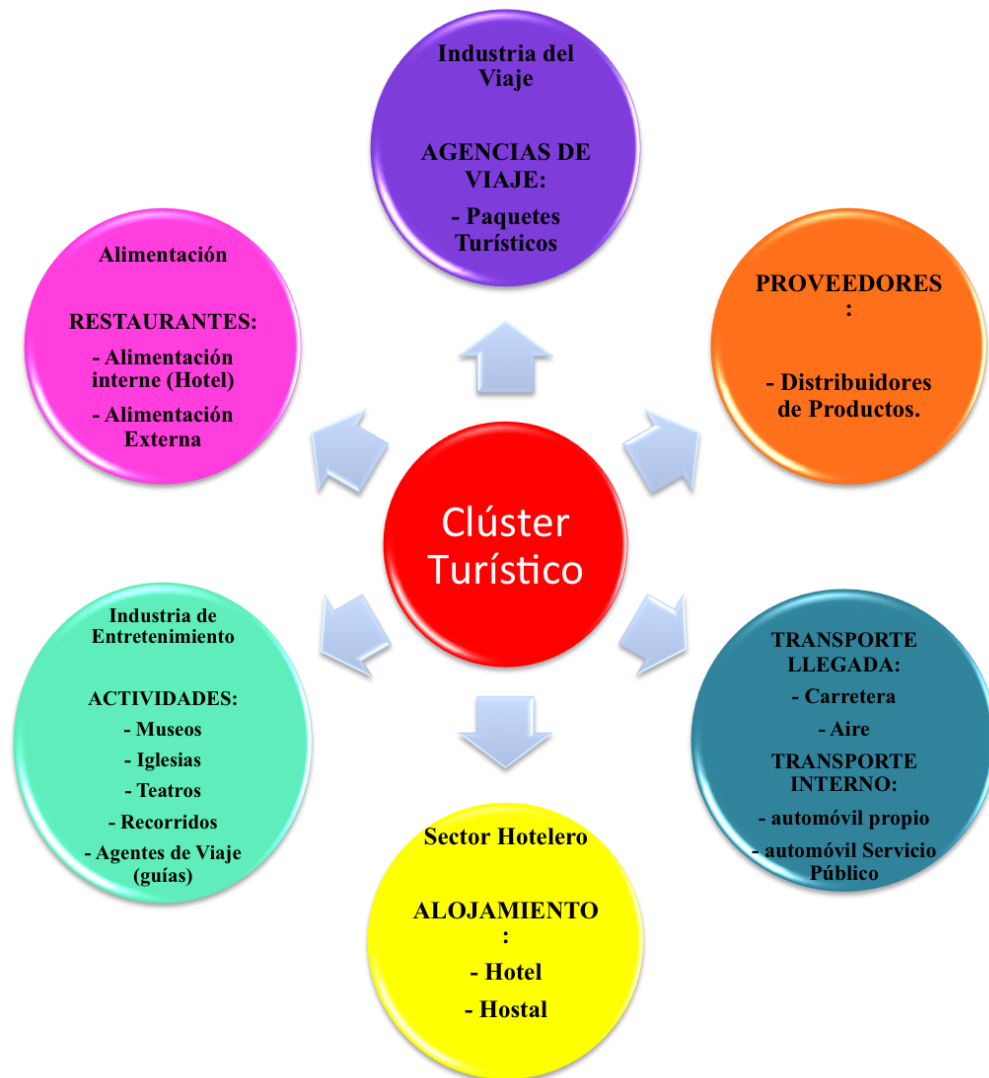 Industria del
Viaje
AGENCIAS DE
VIAJE:
- Paquetes
Turísticos
PROVEEDORES
:
- Distribuidores
de Productos.
TRANSPORTE
LLEGADA:
- Carretera
- Aire
TRANSPORTE
INTERNO:
- automóvil propio
- automóvil Servicio
Público
Sector Hotelero
ALOJAMIENTO
:
- Hotel
- Hostal
Industria de
Entretenimiento
ACTIVIDADES:
- Museos
- Iglesias
- Teatros
- Recorridos
- Agentes de Viaje
(guías)
Alimentación
RESTAURANTES:
- Alimentación
interne (Hotel)
- Alimentación
Externa
Clúster
Turístico